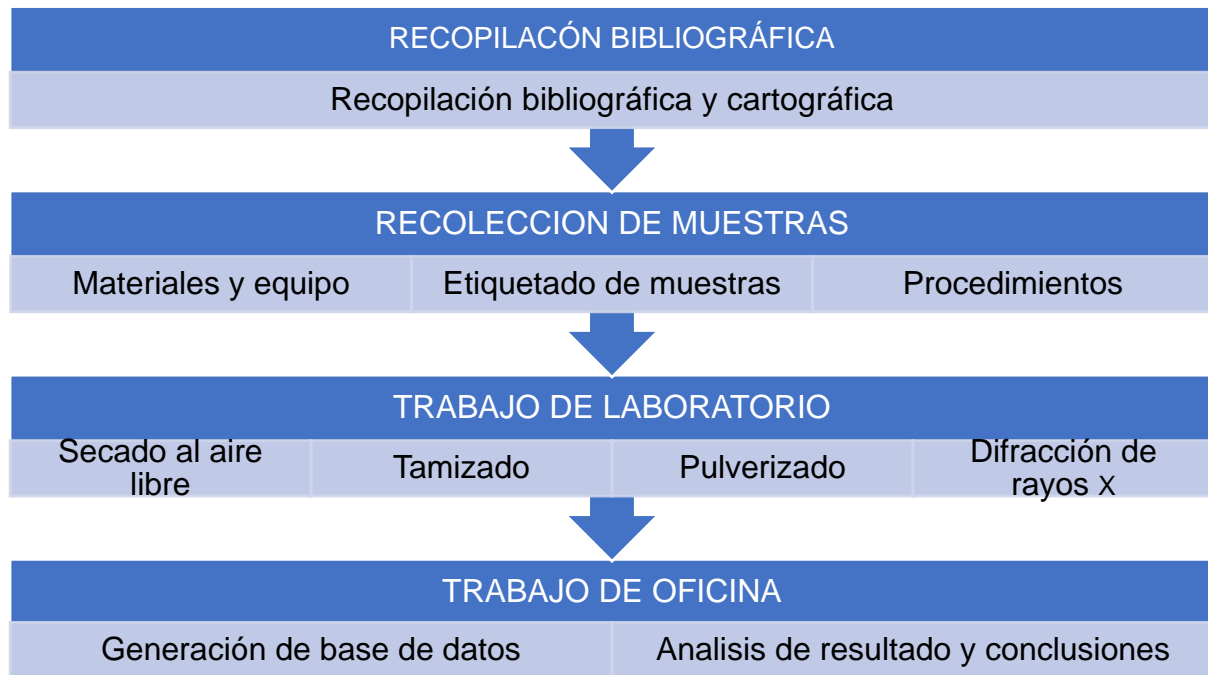 RECOPILACÓN BIBLIOGRÁFICA
Recopilación bibliográfica y cartográfica
RECOLECCION DE MUESTRAS
Materiales y equipo
Etiquetado de muestras
Procedimientos
TRABAJO DE LABORATORIO
Secado al aire
libre
Tamizado
Pulverizado
Difracción de
rayos X
TRABAJO DE OFICINA
Generación de base de datos
Analisis de resultado y conclusiones